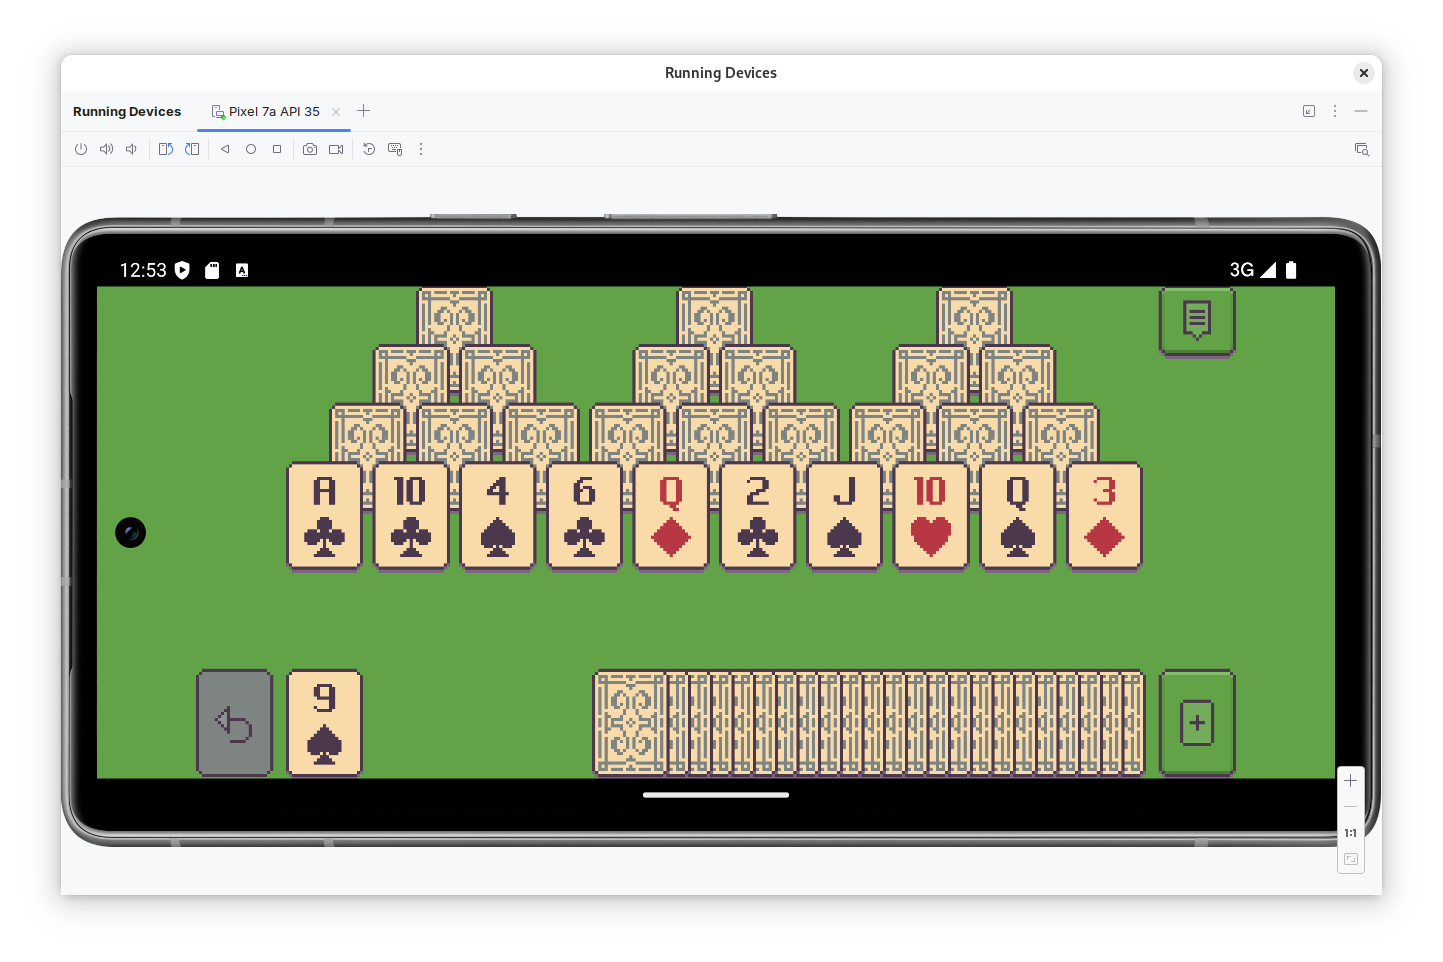 Running Devices
Running Devices Pixel 7a API 35
12:53 3G
A 10 4 6 Q 2 J 10 Q 3
9
1:1